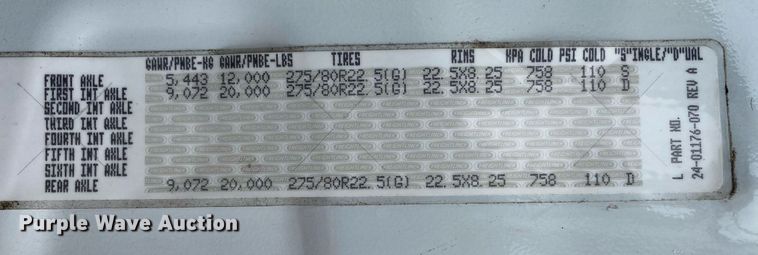 GAWR/PNBE-KG GAWR/PNBE-LBS TIRES RIMS KPA COLD PSI COLD "S"INGLE/"D"UAL
FRONT AXLE 5,443 12,000 275/80R22.5(G) 22.5X8.25 758 110 S
FIRST INT AXLE 9,072 20,000 275/80R22.5(G) 22.5X8.25 758 110 D
SECOND INT AXLE
THIRD INT AXLE
FOURTH INT AXLE
FIFTH INT AXLE
SIXTH INT AXLE
REAR AXLE 9,072 20,000 275/80R22.5(G) 22.5X8.25 758 110 D
L PART NO.
24-01176-070 REV A
Purple Wave Auction